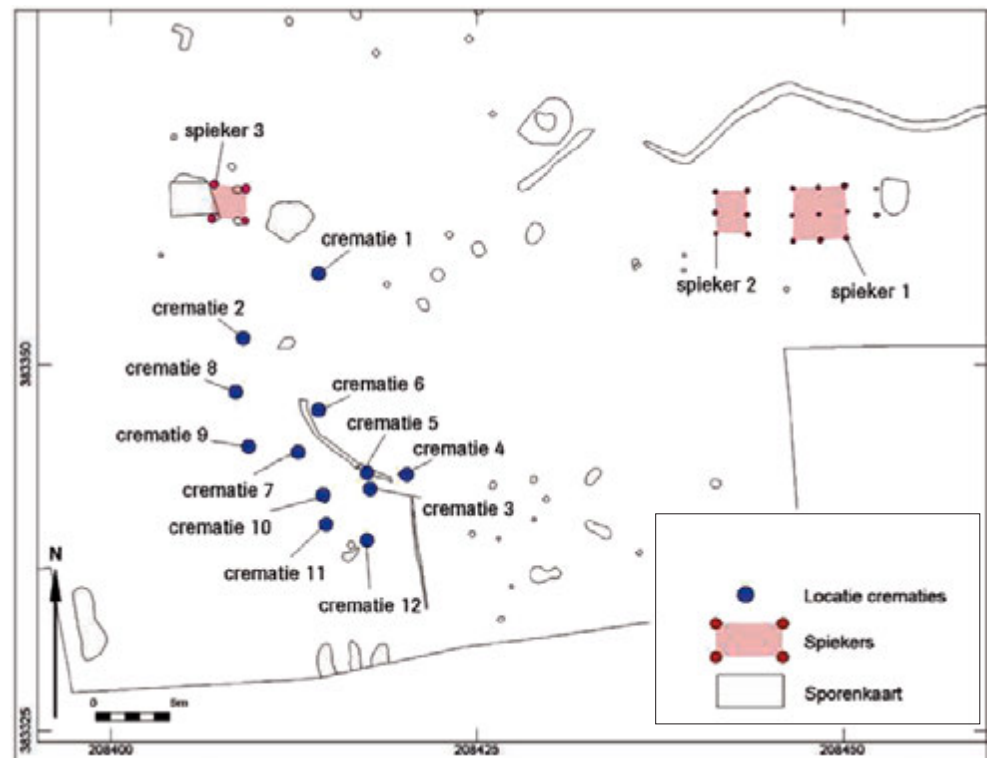 spieker 3
crematie 1
spieker 2
spieker 1
crematie 2
crematie 8
crematie 6
crematie 5
crematie 4
crematie 9
crematie 7
crematie 3
crematie 10
crematie 11
crematie 12
383350
383325
N
0 5m
208400
208425
208450
Locatie crematies
Spiekers
Sporenkaart